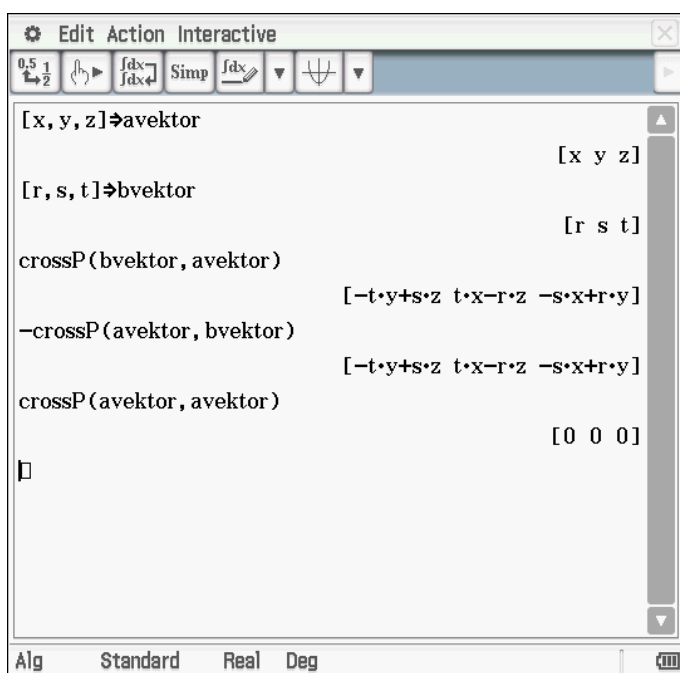 Edit Action Interactive
0.5 1 2 ∫dx ∫dx Simp ∫dx
[x,y,z]⇒avektor
[x y z]
[r,s,t]⇒bvektor
[r s t]
crossP(bvektor,avektor)
[−t·y+s·z t·x−r·z −s·x+r·y]
−crossP(avektor,bvektor)
[−t·y+s·z t·x−r·z −s·x+r·y]
crossP(avektor,avektor)
[0 0 0]
Alg Standard Real Deg